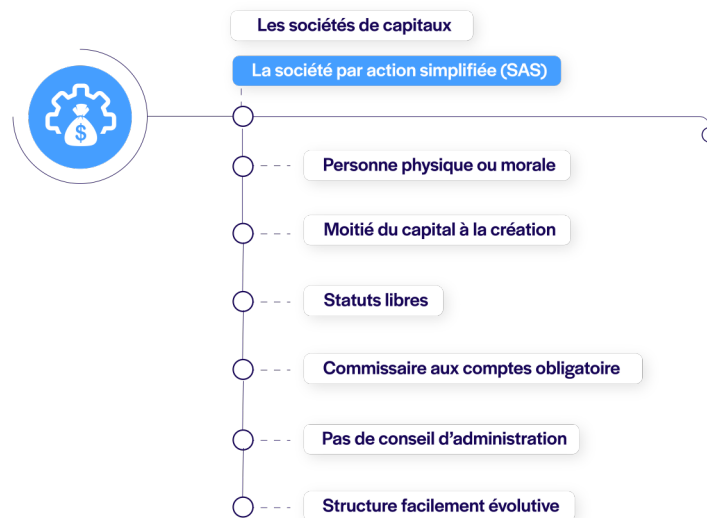 Les sociétés de capitaux
La société par action simplifiée (SAS)
$
Personne physique ou morale
Moitié du capital à la création
Statuts libres
Commissaire aux comptes obligatoire
Pas de conseil d’administration
Structure facilement évolutive